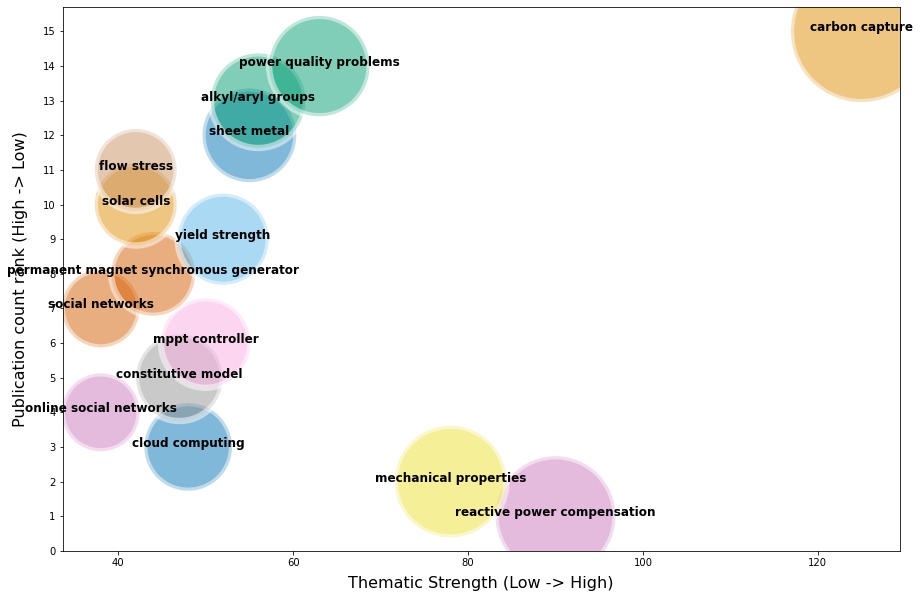 15
carbon capture
14
power quality problems
13
alkyl/aryl groups
12
sheet metal
11
flow stress
10
solar cells
9
yield strength
8
permanent magnet synchronous generator
7
social networks
6
mppt controller
5
constitutive model
4
online social networks
3
cloud computing
2
mechanical properties
1
reactive power compensation
0
Publication count rank (High -> Low)
40
60
80
100
120
Thematic Strength (Low -> High)